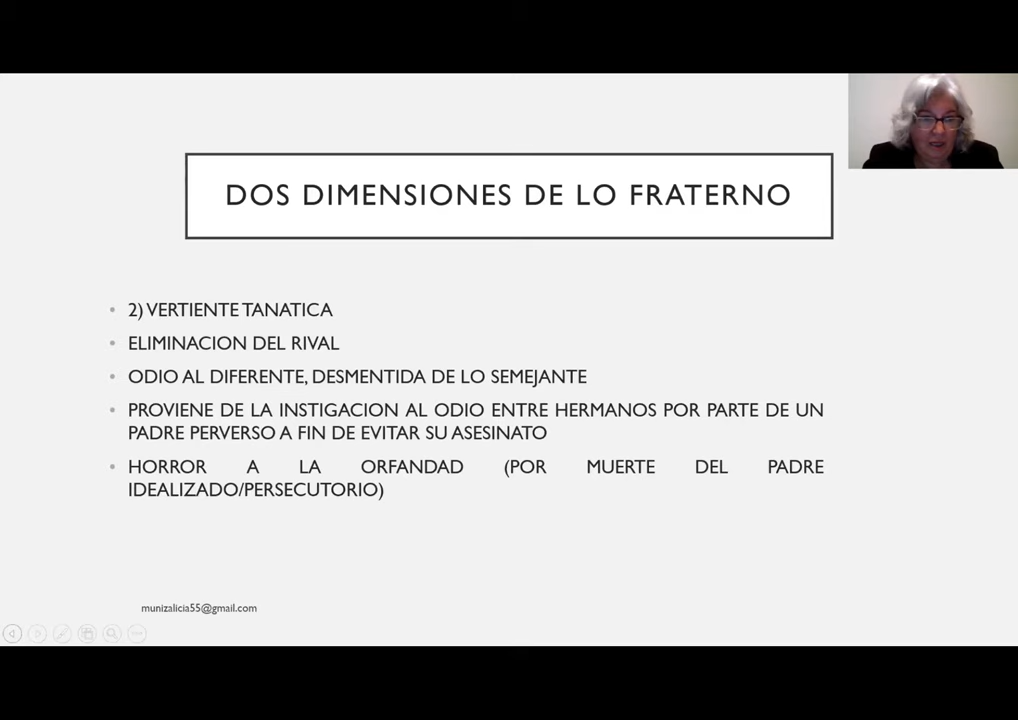 DOS DIMENSIONES DE LO FRATERNO
• 2) VERTIENTE TANATICA
• ELIMINACION DEL RIVAL
• ODIO AL DIFERENTE, DESMENTIDA DE LO SEMEJANTE
• PROVIENE DE LA INSTIGACION AL ODIO ENTRE HERMANOS POR PARTE DE UN
PADRE PERVERSO A FIN DE EVITAR SU ASESINATO
• HORROR A LA ORFANDAD (POR MUERTE DEL PADRE
IDEALIZADO/PERSECUTORIO)
munizalicia55@gmail.com